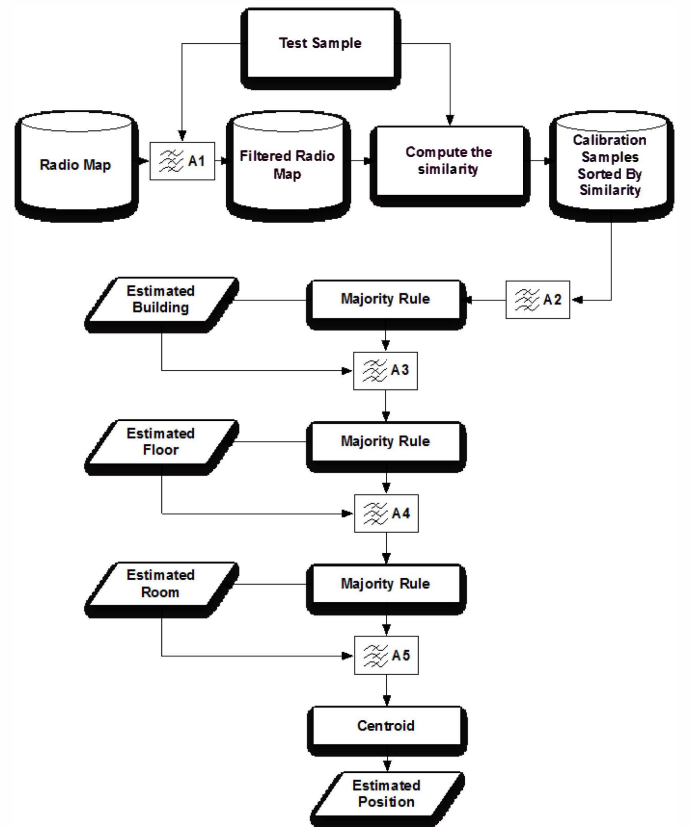 Test Sample
Radio Map
A1
Filtered Radio
Map
Compute the
similarity
Calibration
Samples
Sorted By
Similarity
Estimated
Building
Majority Rule
A2
A3
Estimated
Floor
Majority Rule
A4
Estimated
Room
Majority Rule
A5
Centroid
Estimated
Position